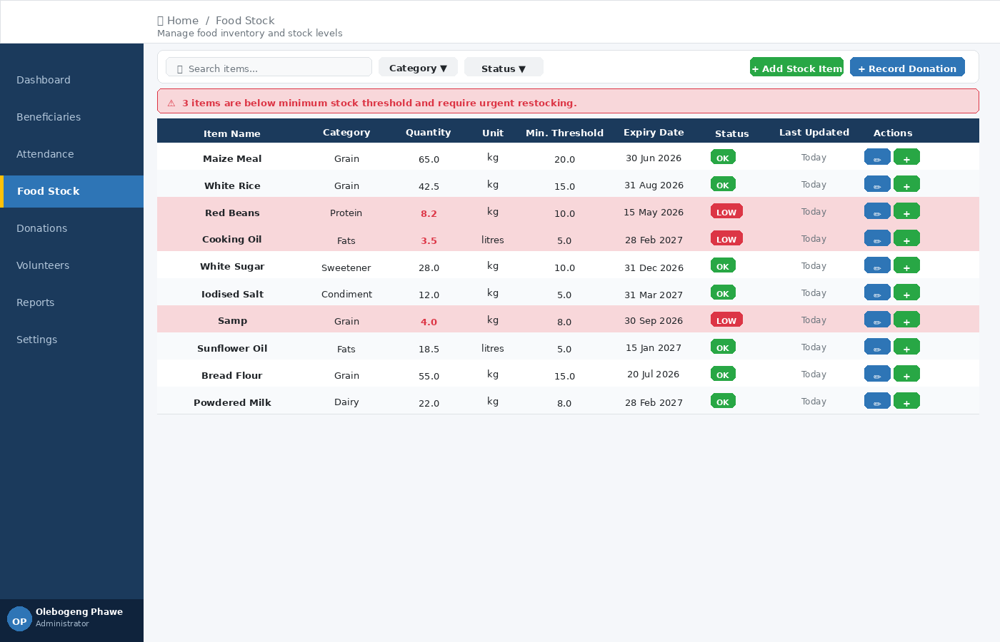 Home / Food Stock
Manage food inventory and stock levels
Dashboard
Beneficiaries
Attendance
Food Stock
Donations
Volunteers
Reports
Settings
OP
Olebogeng Phawe
Administrator
Search items...
Category ▼
Status ▼
+ Add Stock Item
+ Record Donation
⚠ 3 items are below minimum stock threshold and require urgent restocking.
Item Name Category Quantity Unit Min. Threshold Expiry Date Status Last Updated Actions
Maize Meal Grain 65.0 kg 20.0 30 Jun 2026 OK Today ✏ +
White Rice Grain 42.5 kg 15.0 31 Aug 2026 OK Today ✏ +
Red Beans Protein 8.2 kg 10.0 15 May 2026 LOW Today ✏ +
Cooking Oil Fats 3.5 litres 5.0 28 Feb 2027 LOW Today ✏ +
White Sugar Sweetener 28.0 kg 10.0 31 Dec 2026 OK Today ✏ +
Iodised Salt Condiment 12.0 kg 5.0 31 Mar 2027 OK Today ✏ +
Samp Grain 4.0 kg 8.0 30 Sep 2026 LOW Today ✏ +
Sunflower Oil Fats 18.5 litres 5.0 15 Jan 2027 OK Today ✏ +
Bread Flour Grain 55.0 kg 15.0 20 Jul 2026 OK Today ✏ +
Powdered Milk Dairy 22.0 kg 8.0 28 Feb 2027 OK Today ✏ +